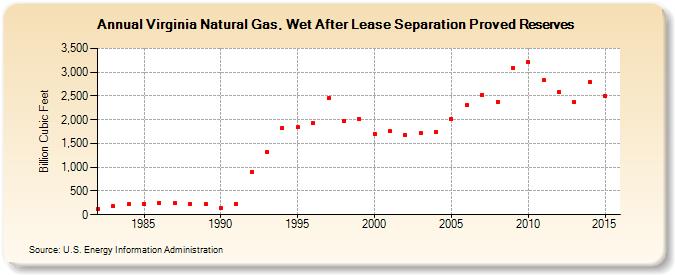 Annual Virginia Natural Gas, Wet After Lease Separation Proved Reserves
Billion Cubic Feet
3,500
3,000
2,500
2,000
1,500
1,000
500
0
1985 1990 1995 2000 2005 2010 2015
Source: U.S. Energy Information Administration